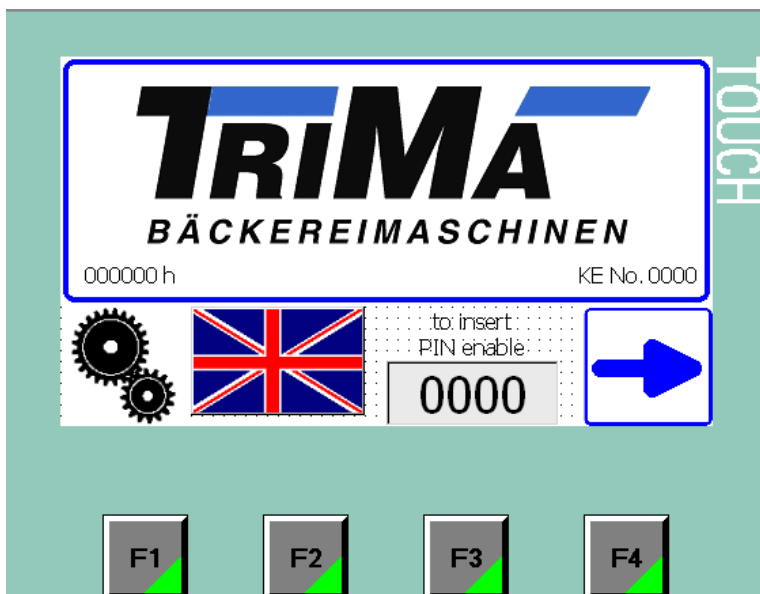 TRIMA
BÄCKEREIMASCHINEN
000000 h
KE No. 0000
TOUCH
to insert
PIN enable
0000
F1
F2
F3
F4